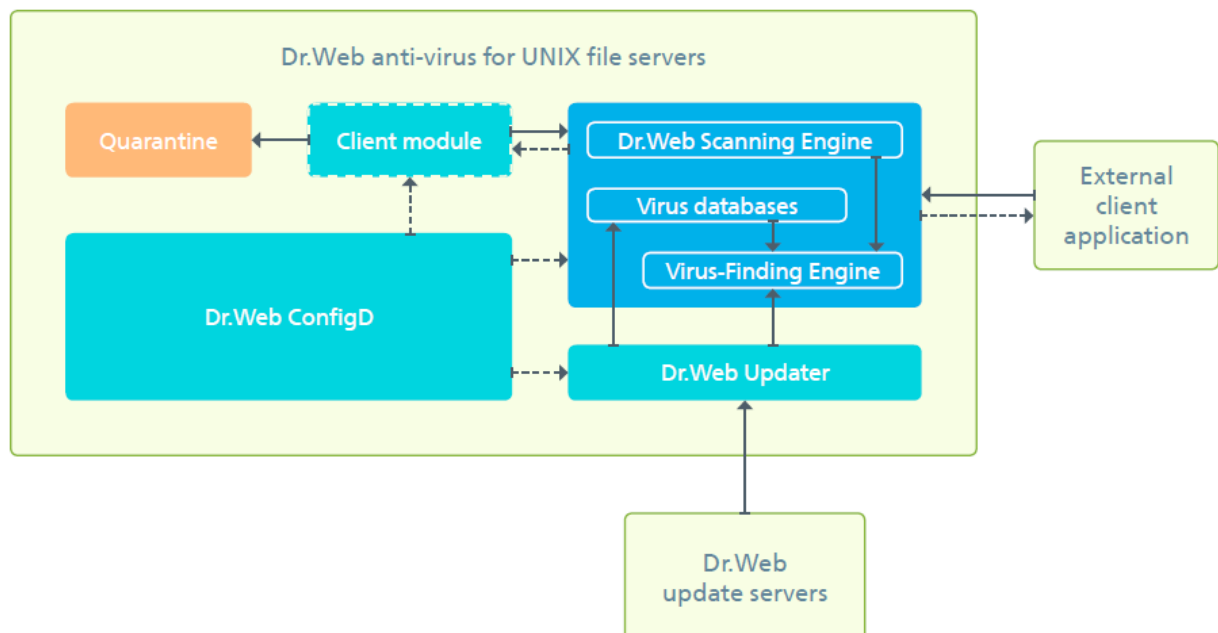 Dr.Web anti-virus for UNIX file servers
Quarantine
Client module
Dr.Web Scanning Engine
Virus databases
Virus-Finding Engine
External
client
application
Dr.Web ConfigD
Dr.Web Updater
Dr.Web
update servers